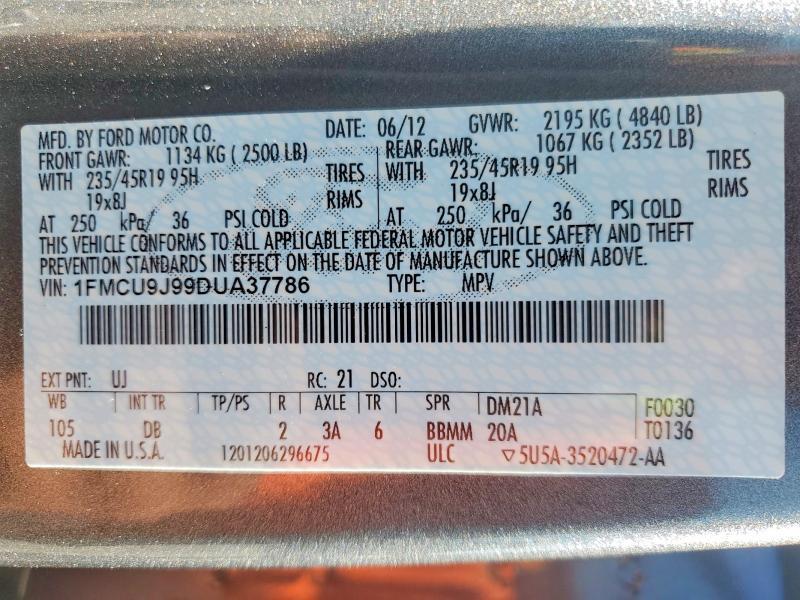 MFD. BY FORD MOTOR CO. DATE: 06/12 GVWR: 2195 KG ( 4840 LB)
FRONT GAWR: 1134 KG ( 2500 LB) REAR GAWR: 1067 KG ( 2352 LB)
WITH 235/45R19 95H TIRES WITH 235/45R19 95H TIRES
19x8J RIMS 19x8J RIMS
AT 250 kPa/ 36 PSI COLD AT 250 kPa/ 36 PSI COLD
THIS VEHICLE CONFORMS TO ALL APPLICABLE FEDERAL MOTOR VEHICLE SAFETY AND THEFT
PREVENTION STANDARDS IN EFFECT ON THE DATE OF MANUFACTURE SHOWN ABOVE.
VIN: 1FMCU9J99DUA37786 TYPE: MPV
EXT PNT: UJ RC: 21 DSO:
WB INT TR TP/PS R AXLE TR SPR DM21A F0030
105 DB 2 3A 6 BBMM 20A T0136
MADE IN U.S.A. 1201206296675 ULC ▽5U5A-3520472-AA